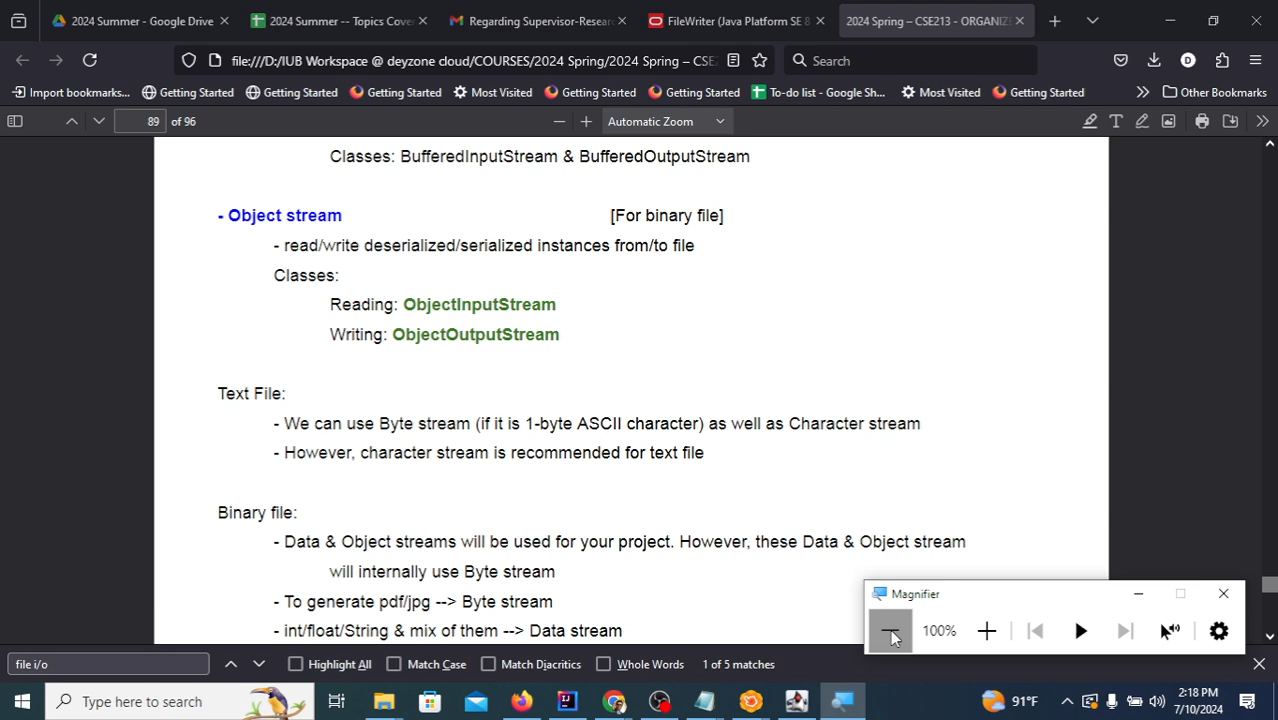 2024 Summer - Google Drive
2024 Summer -- Topics Cove
Regarding Supervisor-Resear
FileWriter (Java Platform SE 8
2024 Spring – CSE213 - ORGANIZE
file:///D:/IUB Workspace @ deyzone cloud/COURSES/2024 Spring/2024 Spring – CSE
Search
Import bookmarks...
Getting Started
Getting Started
Getting Started
Most Visited
Getting Started
Getting Started
To-do list - Google Sh...
Most Visited
Getting Started
Other Bookmarks
89 of 96
Automatic Zoom
Classes: BufferedInputStream & BufferedOutputStream
- Object stream [For binary file]
- read/write deserialized/serialized instances from/to file
Classes:
Reading: ObjectInputStream
Writing: ObjectOutputStream
Text File:
- We can use Byte stream (if it is 1-byte ASCII character) as well as Character stream
- However, character stream is recommended for text file
Binary file:
- Data & Object streams will be used for your project. However, these Data & Object stream
will internally use Byte stream
- To generate pdf/jpg --> Byte stream
- int/float/String & mix of them --> Data stream
Magnifier
100%
file i/o
Highlight All
Match Case
Match Diacritics
Whole Words
1 of 5 matches
Type here to search
91°F
2:18 PM
7/10/2024